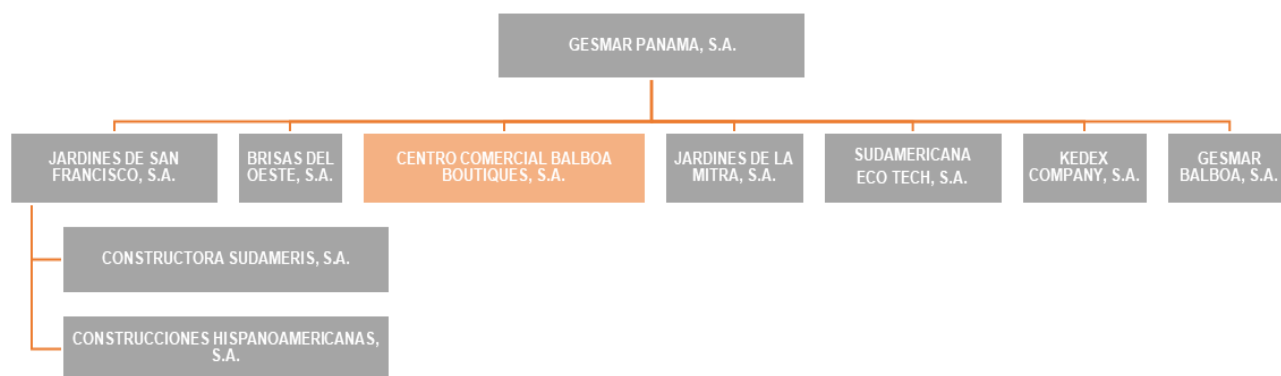 GESMAR PANAMA, S.A.
JARDINES DE SAN
FRANCISCO, S.A.
BRISAS DEL
OESTE, S.A.
CENTRO COMERCIAL BALBOA
BOUTIQUES, S.A.
JARDINES DE LA
MITRA, S.A.
SUDAMERICANA
ECO TECH, S.A.
KEDEX
COMPANY, S.A.
GESMAR
BALBOA, S.A.
CONSTRUCTORA SUDAMERIS, S.A.
CONSTRUCCIONES HISPANOAMERICANAS,
S.A.